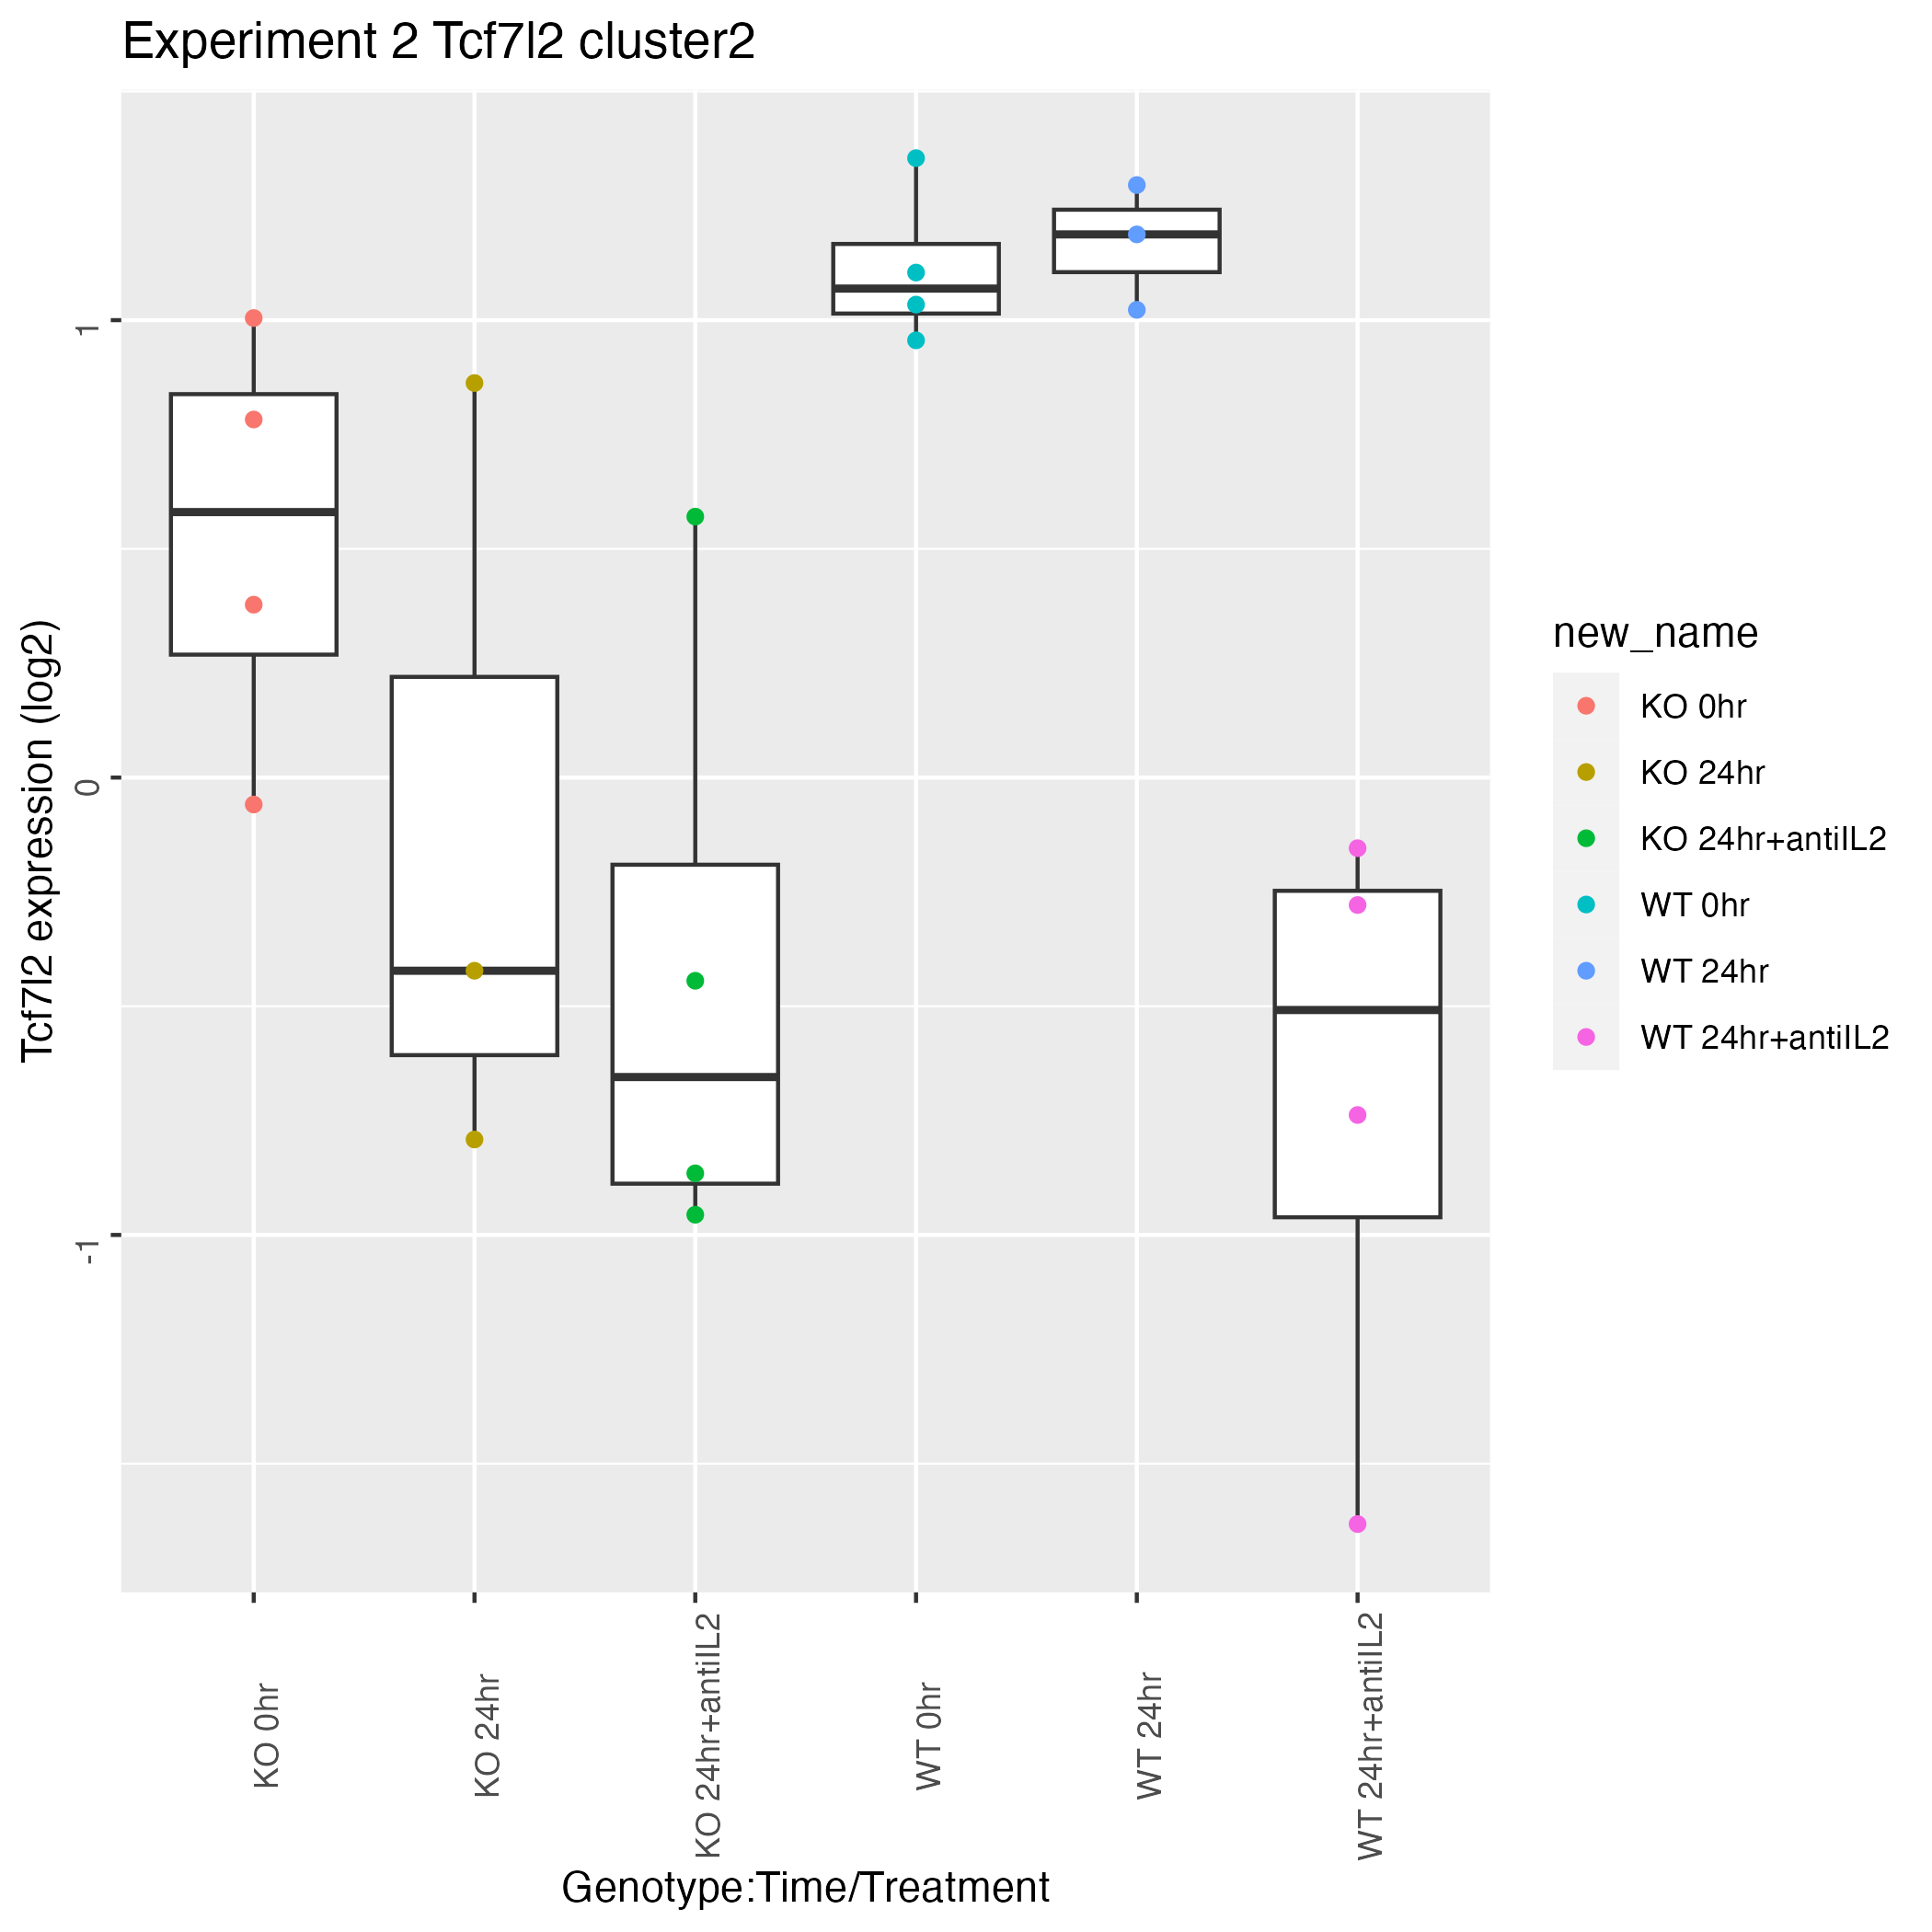 Experiment 2 Tcf7l2 cluster2
Tcf7l2 expression (log2)
1
0
-1
KO 0hr
KO 24hr
KO 24hr+antiIL2
WT 0hr
WT 24hr
WT 24hr+antiIL2
Genotype:Time/Treatment
new_name
KO 0hr
KO 24hr
KO 24hr+antiIL2
WT 0hr
WT 24hr
WT 24hr+antiIL2